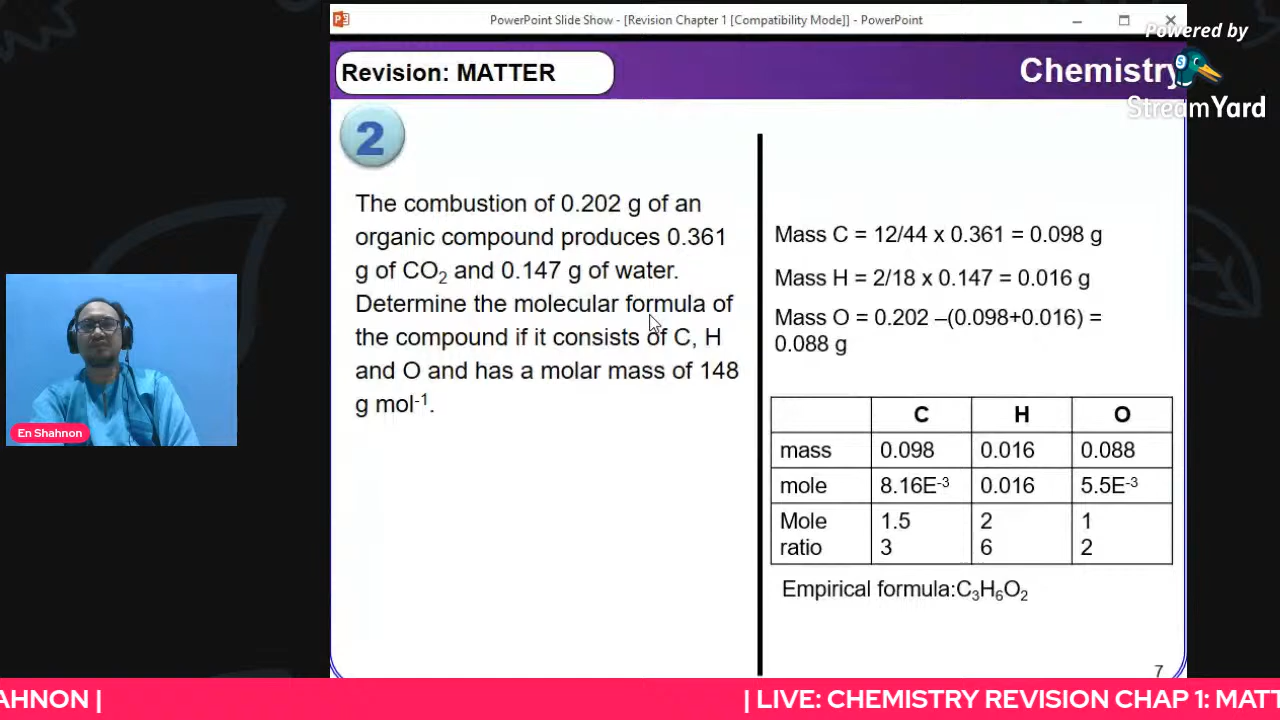 PowerPoint Slide Show - [Revision Chapter 1 [Compatibility Mode]] - PowerPoint
Powered by
StreamYard
Revision: MATTER
Chemistry
2
The combustion of 0.202 g of an
organic compound produces 0.361
g of CO2 and 0.147 g of water.
Determine the molecular formula of
the compound if it consists of C, H
and O and has a molar mass of 148
g mol-1.
Mass C = 12/44 x 0.361 = 0.098 g
Mass H = 2/18 x 0.147 = 0.016 g
Mass O = 0.202 –(0.098+0.016) =
0.088 g
C H O
mass 0.098 0.016 0.088
mole 8.16E-3 0.016 5.5E-3
Mole 1.5 2 1
ratio 3 6 2
Empirical formula:C3H6O2
7
En Shahnon
AHNON | | LIVE: CHEMISTRY REVISION CHAP 1: MATT